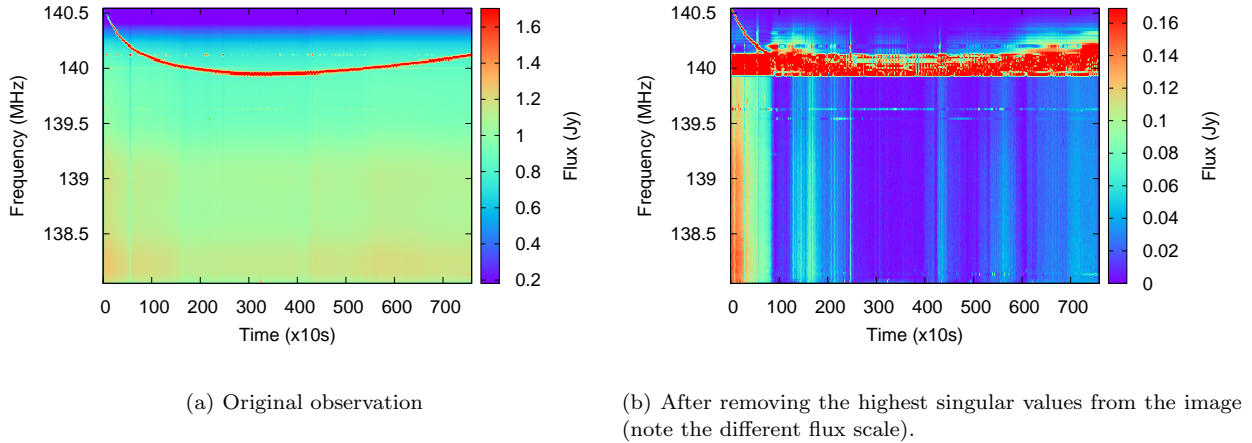 140.5
140
139.5
139
138.5
Frequency (MHz)
0 100 200 300 400 500 600 700
Time (x10s)
1.6
1.4
1.2
1
0.8
0.6
0.4
0.2
Flux (Jy)
(a) Original observation
140.5
140
139.5
139
138.5
Frequency (MHz)
0 100 200 300 400 500 600 700
Time (x10s)
0.16
0.14
0.12
0.1
0.08
0.06
0.04
0.02
0
Flux (Jy)
(b) After removing the highest singular values from the image
(note the different flux scale).